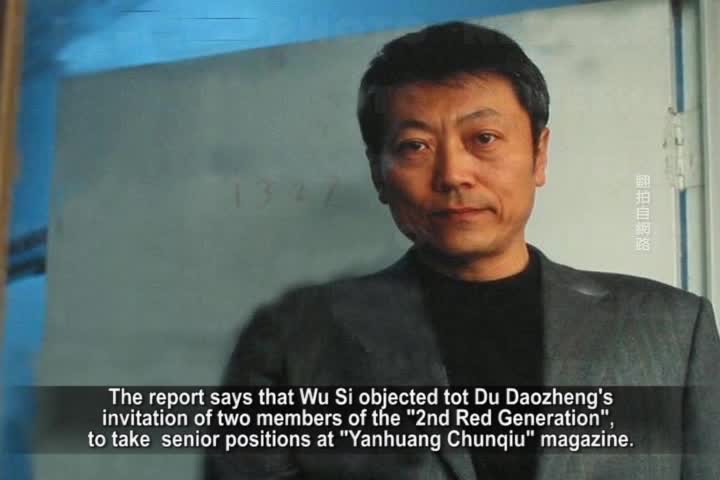 1327
翻拍自網路
The report says that Wu Si objected tot Du Daozheng's
invitation of two members of the "2nd Red Generation",
to take senior positions at "Yanhuang Chunqiu" magazine.